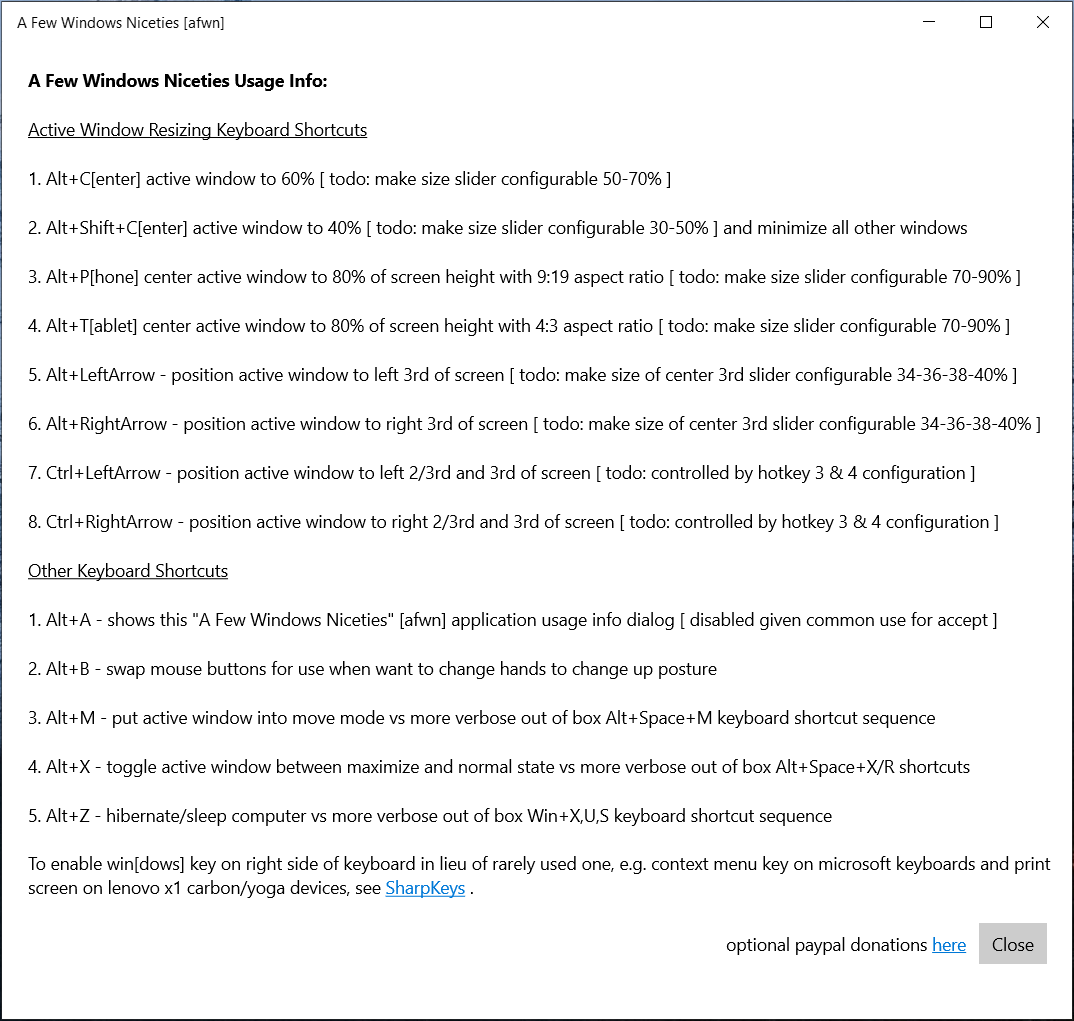 A Few Windows Niceties [afwn]
A Few Windows Niceties Usage Info:
Active Window Resizing Keyboard Shortcuts
1. Alt+C[enter] active window to 60% [ todo: make size slider configurable 50-70% ]
2. Alt+Shift+C[enter] active window to 40% [ todo: make size slider configurable 30-50% ] and minimize all other windows
3. Alt+P[hone] center active window to 80% of screen height with 9:19 aspect ratio [ todo: make size slider configurable 70-90% ]
4. Alt+T[ablet] center active window to 80% of screen height with 4:3 aspect ratio [ todo: make size slider configurable 70-90% ]
5. Alt+LeftArrow - position active window to left 3rd of screen [ todo: make size of center 3rd slider configurable 34-36-38-40% ]
6. Alt+RightArrow - position active window to right 3rd of screen [ todo: make size of center 3rd slider configurable 34-36-38-40% ]
7. Ctrl+LeftArrow - position active window to left 2/3rd and 3rd of screen [ todo: controlled by hotkey 3 & 4 configuration ]
8. Ctrl+RightArrow - position active window to right 2/3rd and 3rd of screen [ todo: controlled by hotkey 3 & 4 configuration ]
Other Keyboard Shortcuts
1. Alt+A - shows this "A Few Windows Niceties" [afwn] application usage info dialog [ disabled given common use for accept ]
2. Alt+B - swap mouse buttons for use when want to change hands to change up posture
3. Alt+M - put active window into move mode vs more verbose out of box Alt+Space+M keyboard shortcut sequence
4. Alt+X - toggle active window between maximize and normal state vs more verbose out of box Alt+Space+X/R shortcuts
5. Alt+Z - hibernate/sleep computer vs more verbose out of box Win+X,U,S keyboard shortcut sequence
To enable win[dows] key on right side of keyboard in lieu of rarely used one, e.g. context menu key on microsoft keyboards and print
screen on lenovo x1 carbon/yoga devices, see SharpKeys .
optional paypal donations here Close